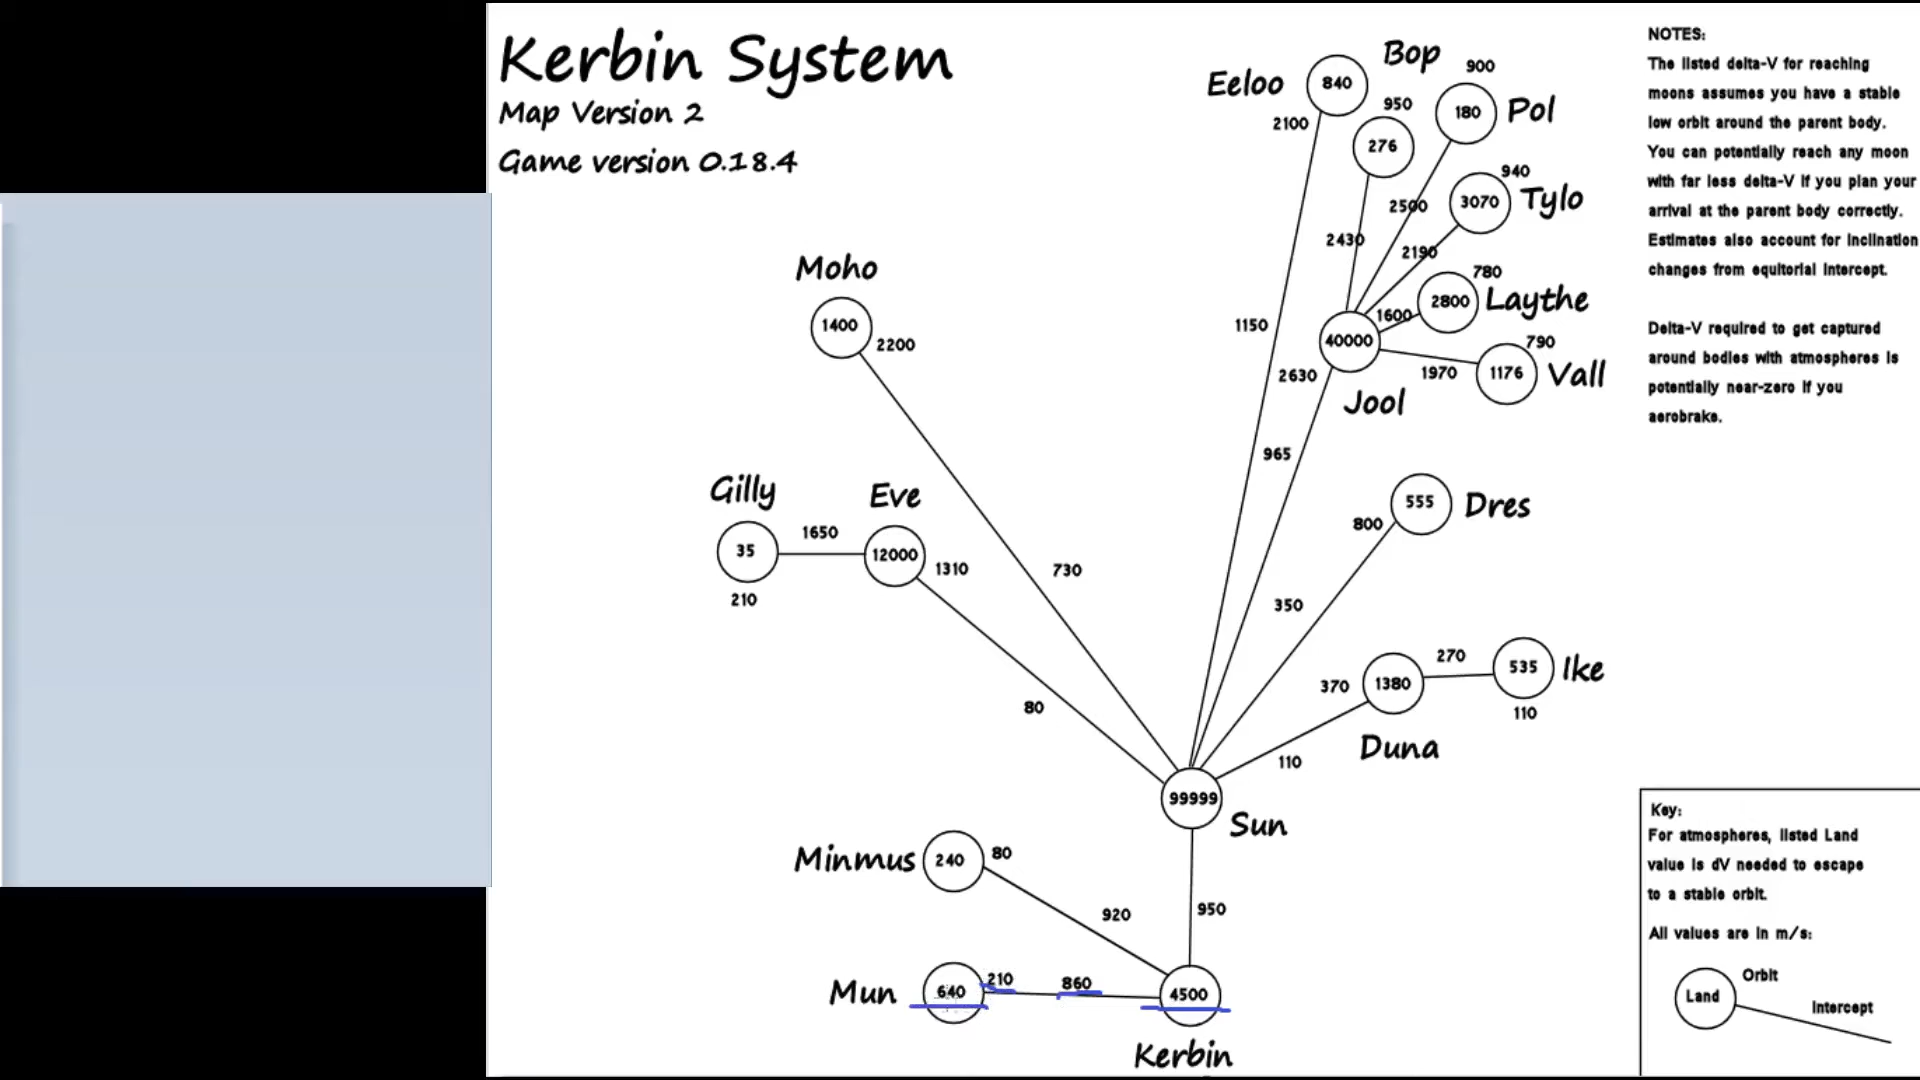 Kerbin System
Map Version 2
Game version 0.18.4
Eeloo
840
2100
Bop
950
276
900
180
Pol
940
3070
Tylo
2500
2430
2190
780
2800
Laythe
1600
40000
Jool
790
1176
Vall
1970
1150
2630
965
Moho
1400
2200
730
Gilly
35
210
1650
Eve
12000
1310
80
555
Dres
800
350
370
1380
Duna
270
535
Ike
110
110
99999
Sun
950
Minmus
240
80
920
Mun
640
210
860
4500
Kerbin
NOTES:
The listed delta-V for reaching
moons assumes you have a stable
low orbit around the parent body.
You can potentially reach any moon
with far less delta-V if you plan your
arrival at the parent body correctly.
Estimates also account for inclination
changes from equitorial intercept.
Delta-V required to get captured
around bodies with atmospheres is
potentially near-zero if you
aerobrake.
Key:
For atmospheres, listed Land
value is dV needed to escape
to a stable orbit.
All values are in m/s:
Land
Orbit
Intercept